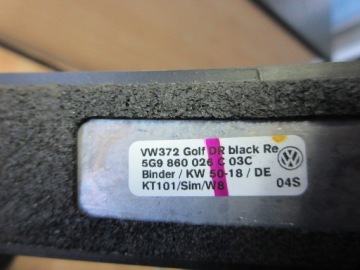 VW372 Golf DR black Re
5G9 860 026 C 03C
Binder / KW 50-18 / DE
KT101/Sim/W8
04S